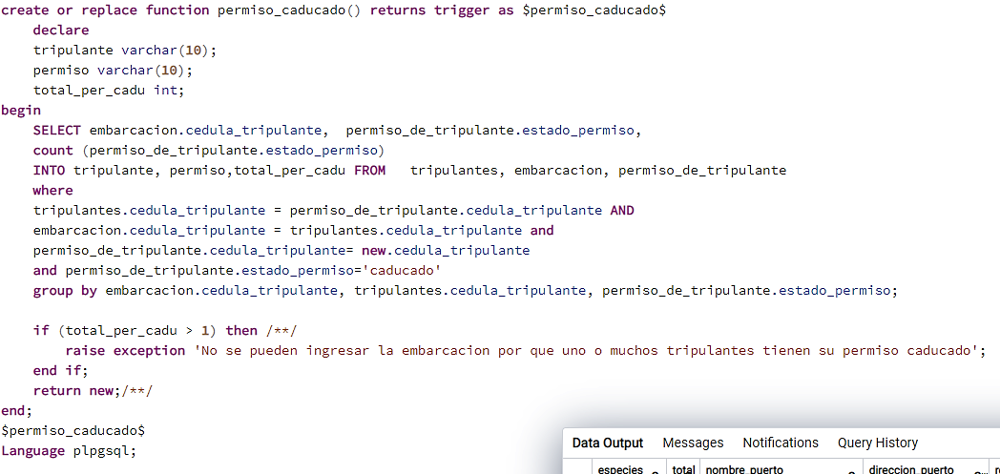 create or replace function permiso_caducado() returns trigger as $permiso_caducado$
declare
tripulante varchar(10);
permiso varchar(10);
total_per_cadu int;
begin
SELECT embarcacion.cedula_tripulante,  permiso_de_tripulante.estado_permiso,
count (permiso_de_tripulante.estado_permiso)
INTO tripulante, permiso,total_per_cadu FROM   tripulantes, embarcacion, permiso_de_tripulante
where
tripulantes.cedula_tripulante = permiso_de_tripulante.cedula_tripulante AND
embarcacion.cedula_tripulante = tripulantes.cedula_tripulante and
permiso_de_tripulante.cedula_tripulante= new.cedula_tripulante
and permiso_de_tripulante.estado_permiso='caducado'
group by embarcacion.cedula_tripulante, tripulantes.cedula_tripulante, permiso_de_tripulante.estado_permiso;
if (total_per_cadu > 1) then /**/
raise exception 'No se pueden ingresar la embarcacion por que uno o muchos tripulantes tienen su permiso caducado';
end if;
return new;/**/
end;
$permiso_caducado$
Language plpgsql;
Data Output Messages Notifications Query History
especies total nombre_puerto direccion_puerto